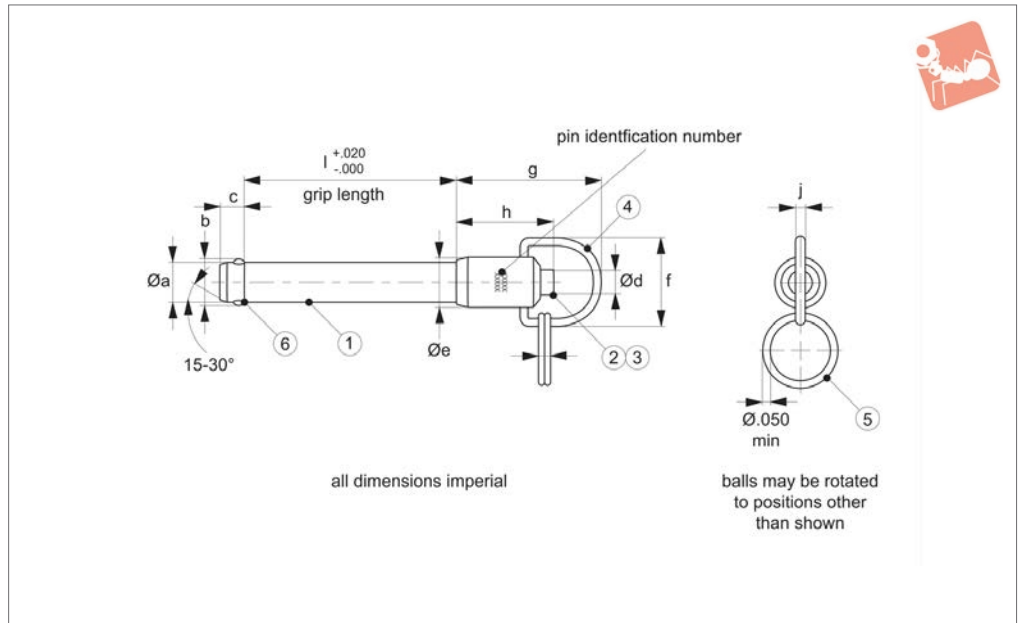 pin identfication number
l +.020
-.000
grip length
g
c
b
h
j
4
Øa
Ød
f
6
1
Øe
2 3
15-30°
5
Ø.050
min
all dimensions imperial
balls may be rotated
to positions other
than shown